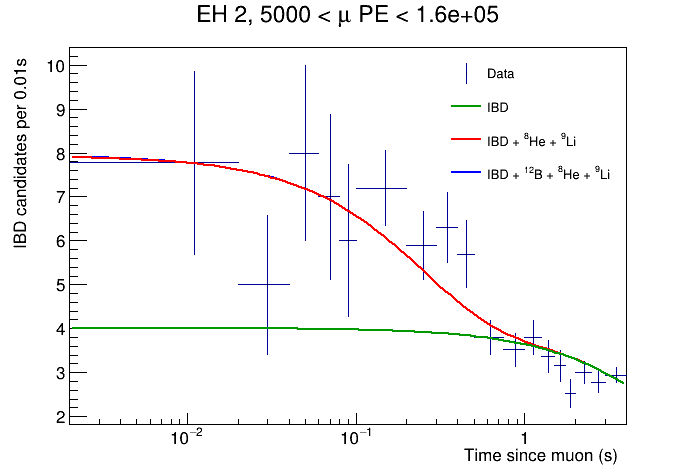 EH 2, 5000 < μ PE < 1.6e+05
IBD candidates per 0.01s
10
9
8
7
6
5
4
3
2
Data
IBD
IBD + ⁸He + ⁹Li
IBD + ¹²B + ⁸He + ⁹Li
10⁻²
10⁻¹
1
Time since muon (s)